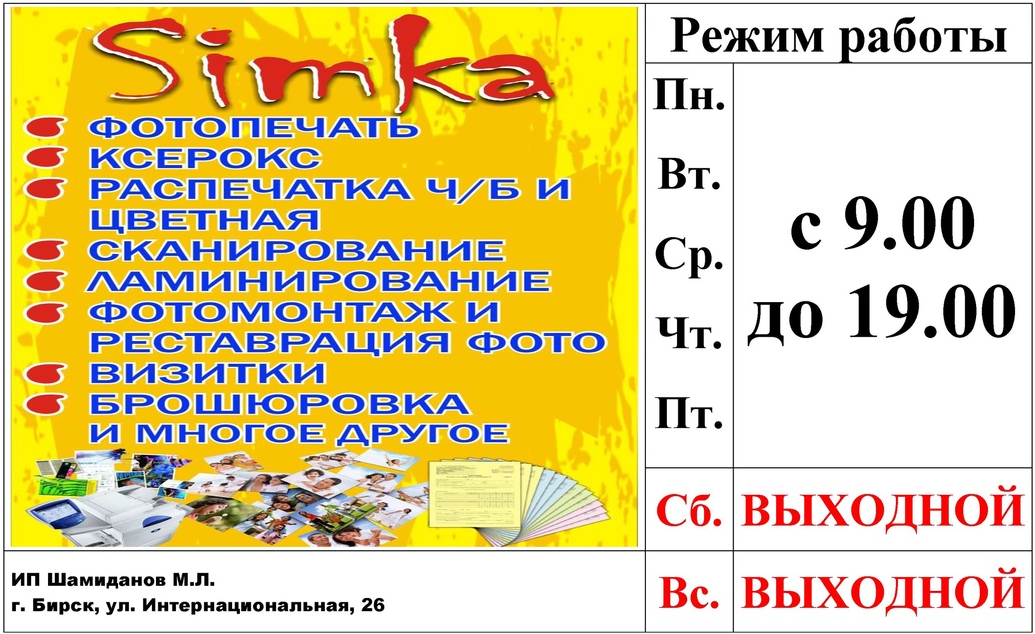 Simka
ФОТОПЕЧАТЬ
КСЕРОКС
РАСПЕЧАТКА Ч/Б И
ЦВЕТНАЯ
СКАНИРОВАНИЕ
ЛАМИНИРОВАНИЕ
ФОТОМОНТАЖ И
РЕСТАВРАЦИЯ ФОТО
ВИЗИТКИ
БРОШЮРОВКА
И МНОГОЕ ДРУГОЕ
ИП Шамиданов М.Л.
г. Бирск, ул. Интернациональная, 26
Режим работы
Пн.
Вт.
Ср.
Чт.
Пт.
с 9.00
до 19.00
Сб. ВЫХОДНОЙ
Вс. ВЫХОДНОЙ